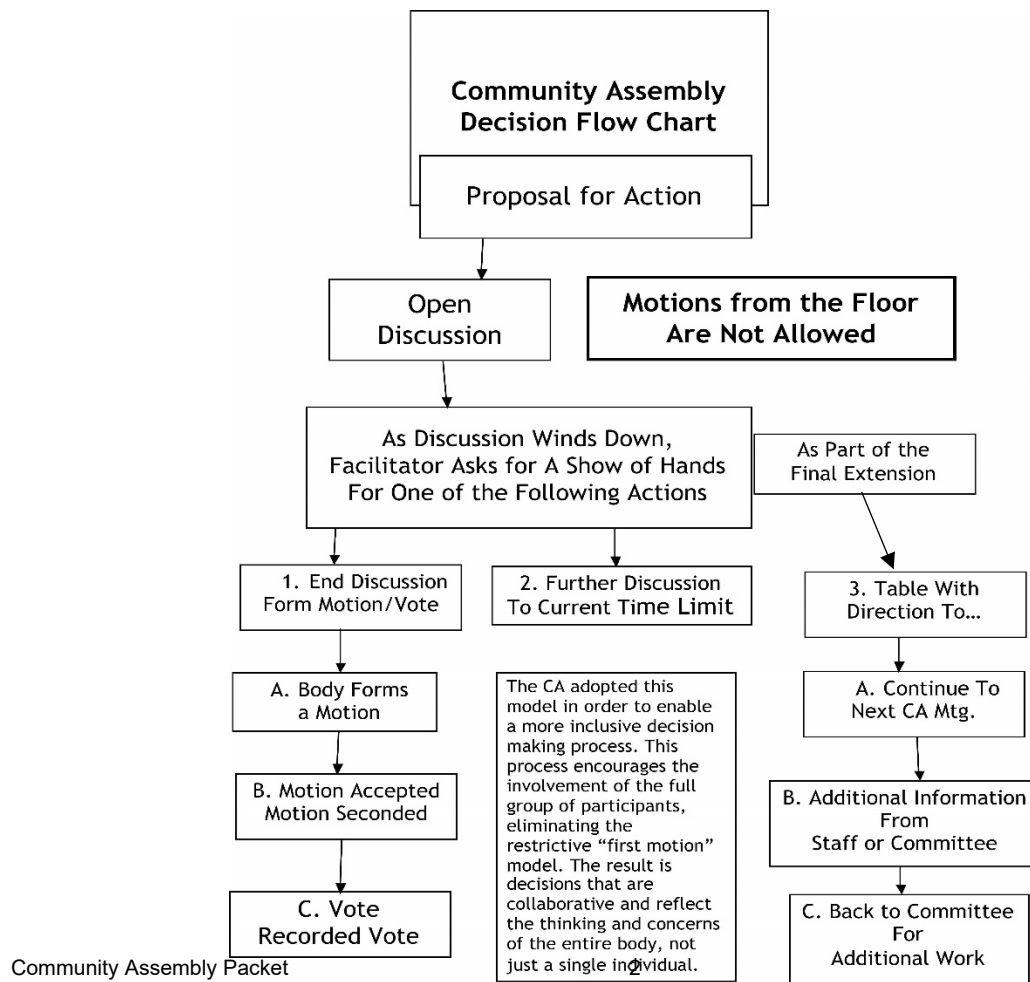 Community Assembly
Decision Flow Chart
Proposal for Action
Open
Discussion
Motions from the Floor
Are Not Allowed
As Discussion Winds Down,
Facilitator Asks for A Show of Hands
For One of the Following Actions
As Part of the
Final Extension
1. End Discussion
Form Motion/Vote
2. Further Discussion
To Current Time Limit
3. Table With
Direction To...
A. Body Forms
a Motion
B. Motion Accepted
Motion Seconded
C. Vote
Recorded Vote
The CA adopted this
model in order to enable
a more inclusive decision
making process. This
process encourages the
involvement of the full
group of participants,
eliminating the
restrictive “first motion”
model. The result is
decisions that are
collaborative and reflect
the thinking and concerns
of the entire body, not
just a single individual.
A. Continue To
Next CA Mtg.
B. Additional Information
From
Staff or Committee
C. Back to Committee
For
Additional Work
Community Assembly Packet
2